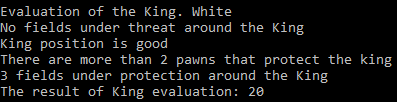 Evaluation of the King. White
No fields under threat around the King
King position is good
There are more than 2 pawns that protect the king
3 fields under protection around the King
The result of King evaluation: 20